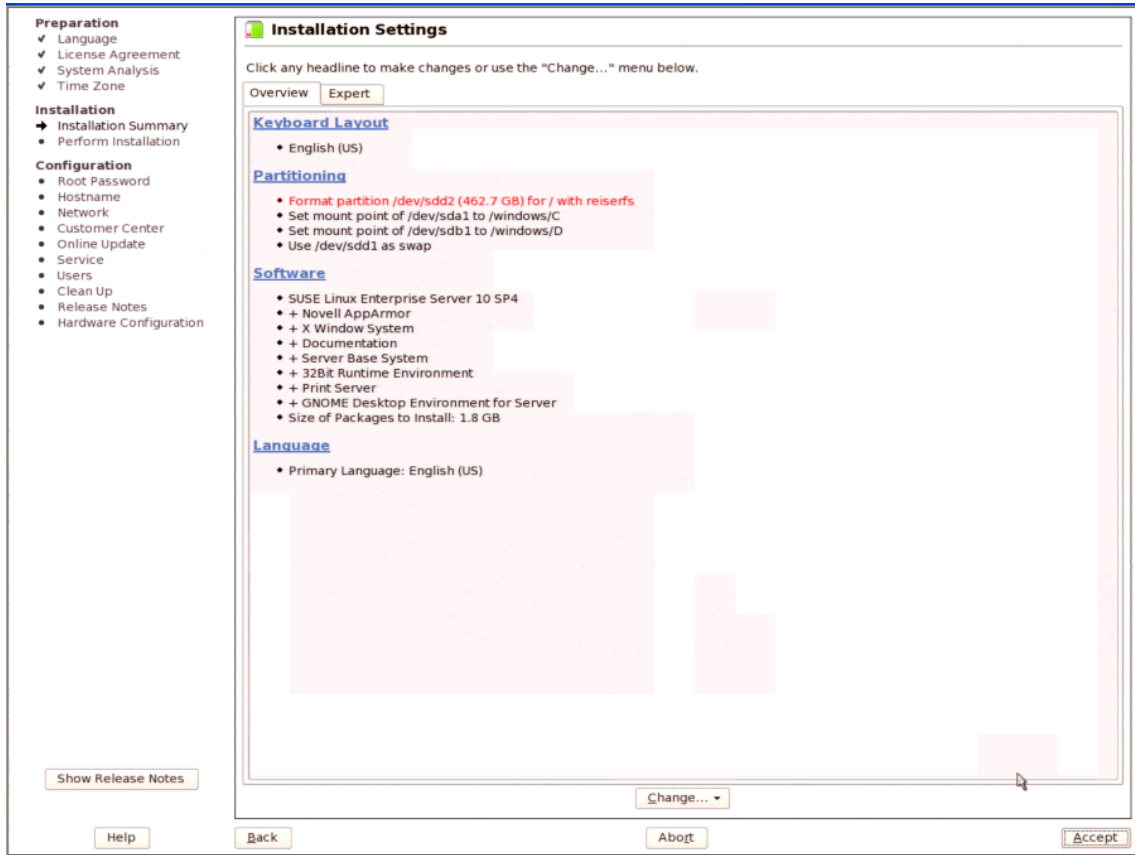 Preparation
Language
License Agreement
System Analysis
Time Zone
Installation
Installation Summary
Perform Installation
Configuration
Root Password
Hostname
Network
Customer Center
Online Update
Service
Users
Clean Up
Release Notes
Hardware Configuration
Show Release Notes
Help
Installation Settings
Click any headline to make changes or use the "Change..." menu below.
Overview
Expert
Keyboard Layout
English (US)
Partitioning
Format partition /dev/sdd2 (462.7 GB) for / with reiserfs
Set mount point of /dev/sda1 to /windows/C
Set mount point of /dev/sdb1 to /windows/D
Use /dev/sdd1 as swap
Software
SUSE Linux Enterprise Server 10 SP4
+ Novell AppArmor
+ X Window System
+ Documentation
+ Server Base System
+ 32Bit Runtime Environment
+ Print Server
+ GNOME Desktop Environment for Server
Size of Packages to Install: 1.8 GB
Language
Primary Language: English (US)
Change...
Back
Abort
Accept